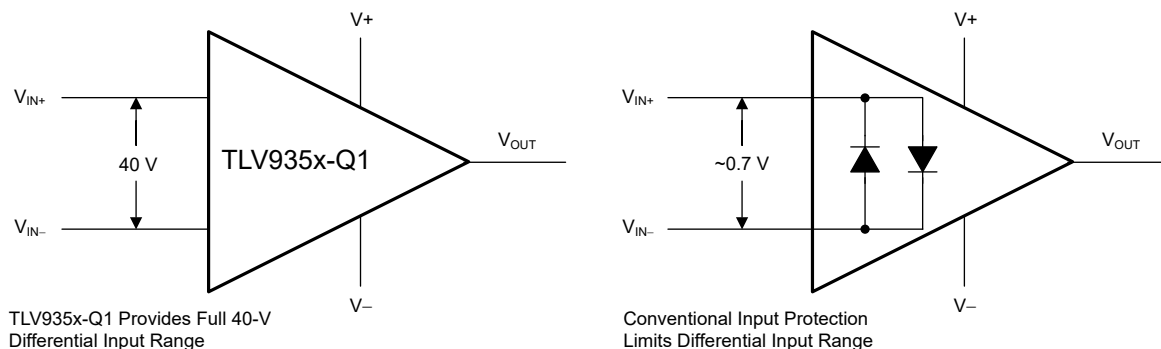 V+
VIN+
40 V
TLV935x-Q1
VOUT
VIN–
V–
TLV935x-Q1 Provides Full 40-V
Differential Input Range
V+
VIN+
~0.7 V
VOUT
VIN–
V–
Conventional Input Protection
Limits Differential Input Range